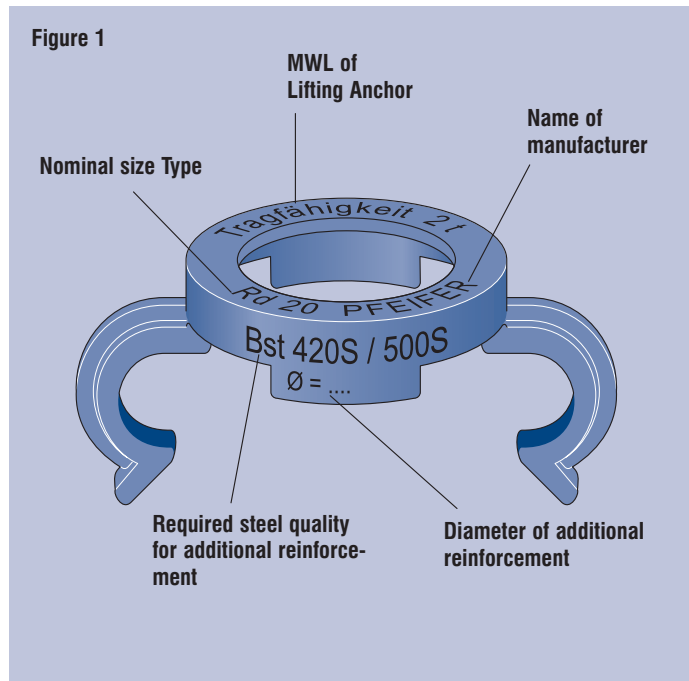 Figure 1
MWL of
Lifting Anchor
Name of
manufacturer
Nominal size Type
Tragfähigkeit 2t
Rd 20 PFEIFER
Bst 420S / 500S
Ø = ....
Required steel quality
for additional reinforce-
ment
Diameter of additional
reinforcement